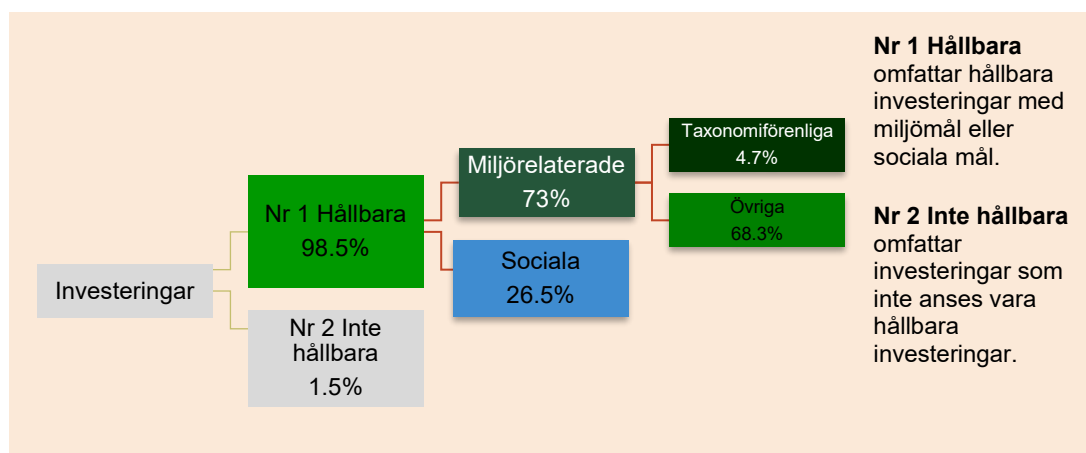 Investeringar
Nr 1 Hållbara
98.5%
Nr 2 Inte
hållbara
1.5%
Miljörelaterade
73%
Sociala
26.5%
Taxonomiförenliga
4.7%
Övriga
68.3%
Nr 1 Hållbara
omfattar hållbara
investeringar med
miljömål eller
sociala mål.
Nr 2 Inte hållbara
omfattar
investeringar som
inte anses vara
hållbara
investeringar.